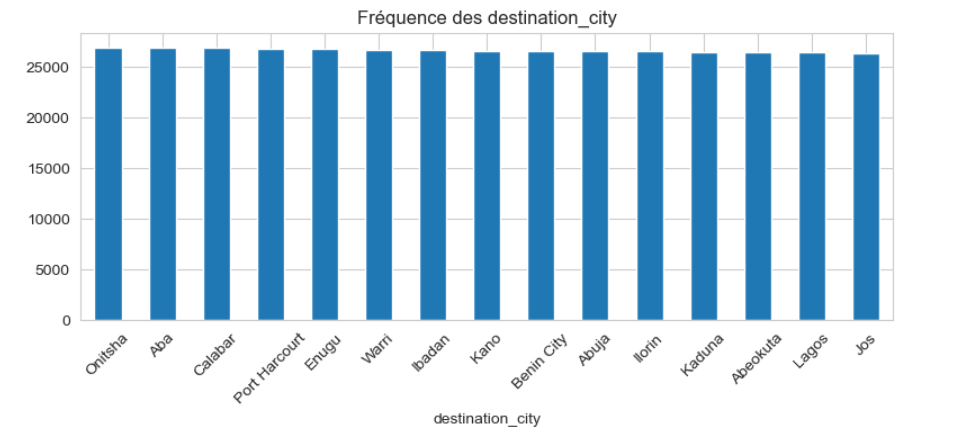 Fréquence des destination_city
25000
20000
15000
10000
5000
0
Onitsha
Aba
Calabar
Port Harcourt
Enugu
Warri
Ibadan
Kano
Benin City
Abuja
Ilorin
Kaduna
Abeokuta
Lagos
Jos
destination_city